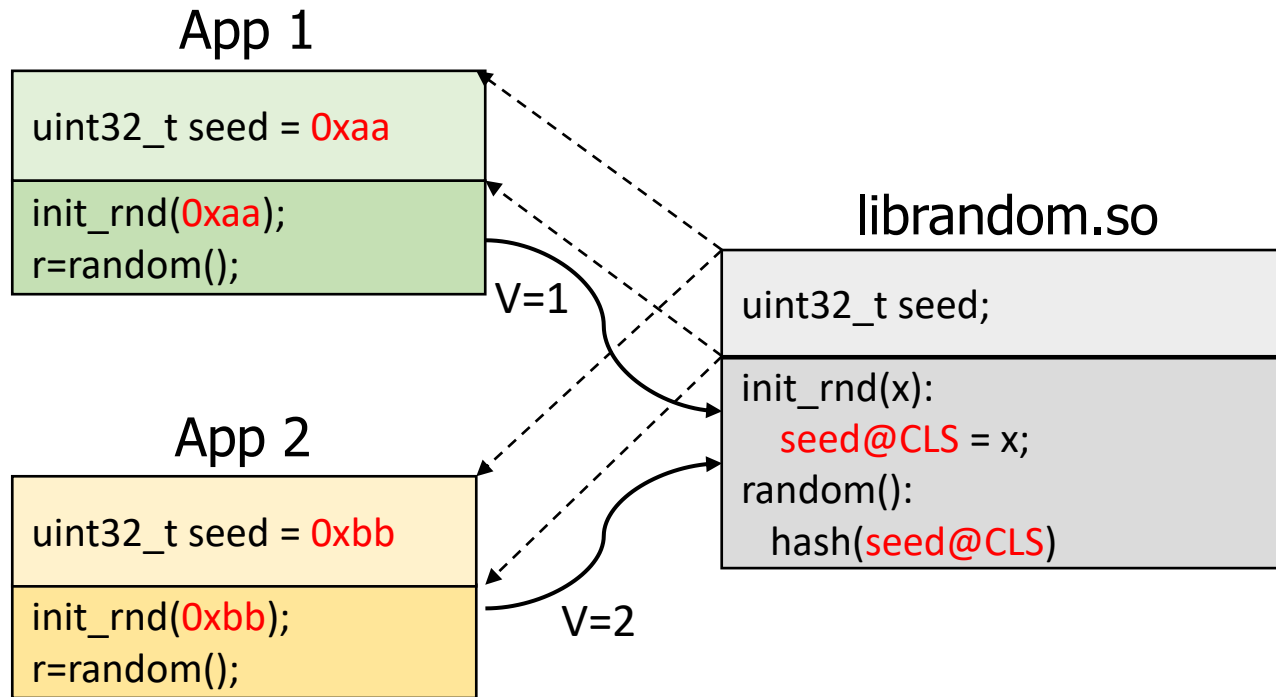 App 1
uint32_t seed = 0xaa
init_rnd(0xaa);
r=random();
V=1
App 2
uint32_t seed = 0xbb
init_rnd(0xbb);
r=random();
V=2
librandom.so
uint32_t seed;
init_rnd(x):
seed@CLS = x;
random():
hash(seed@CLS)